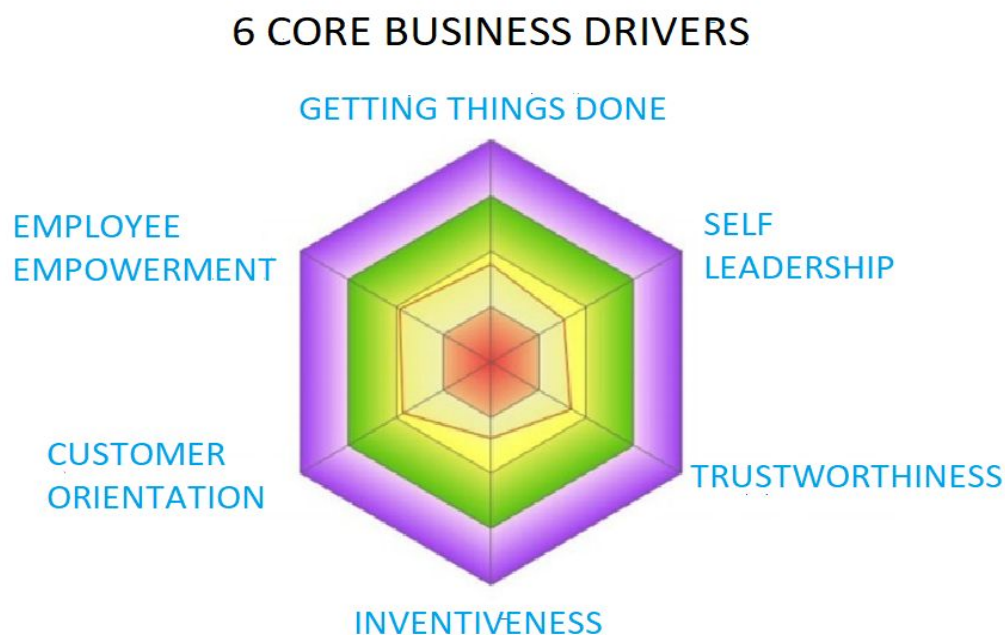 6 CORE BUSINESS DRIVERS
GETTING THINGS DONE
EMPLOYEE
EMPOWERMENT
SELF
LEADERSHIP
CUSTOMER
ORIENTATION
TRUSTWORTHINESS
INVENTIVENESS